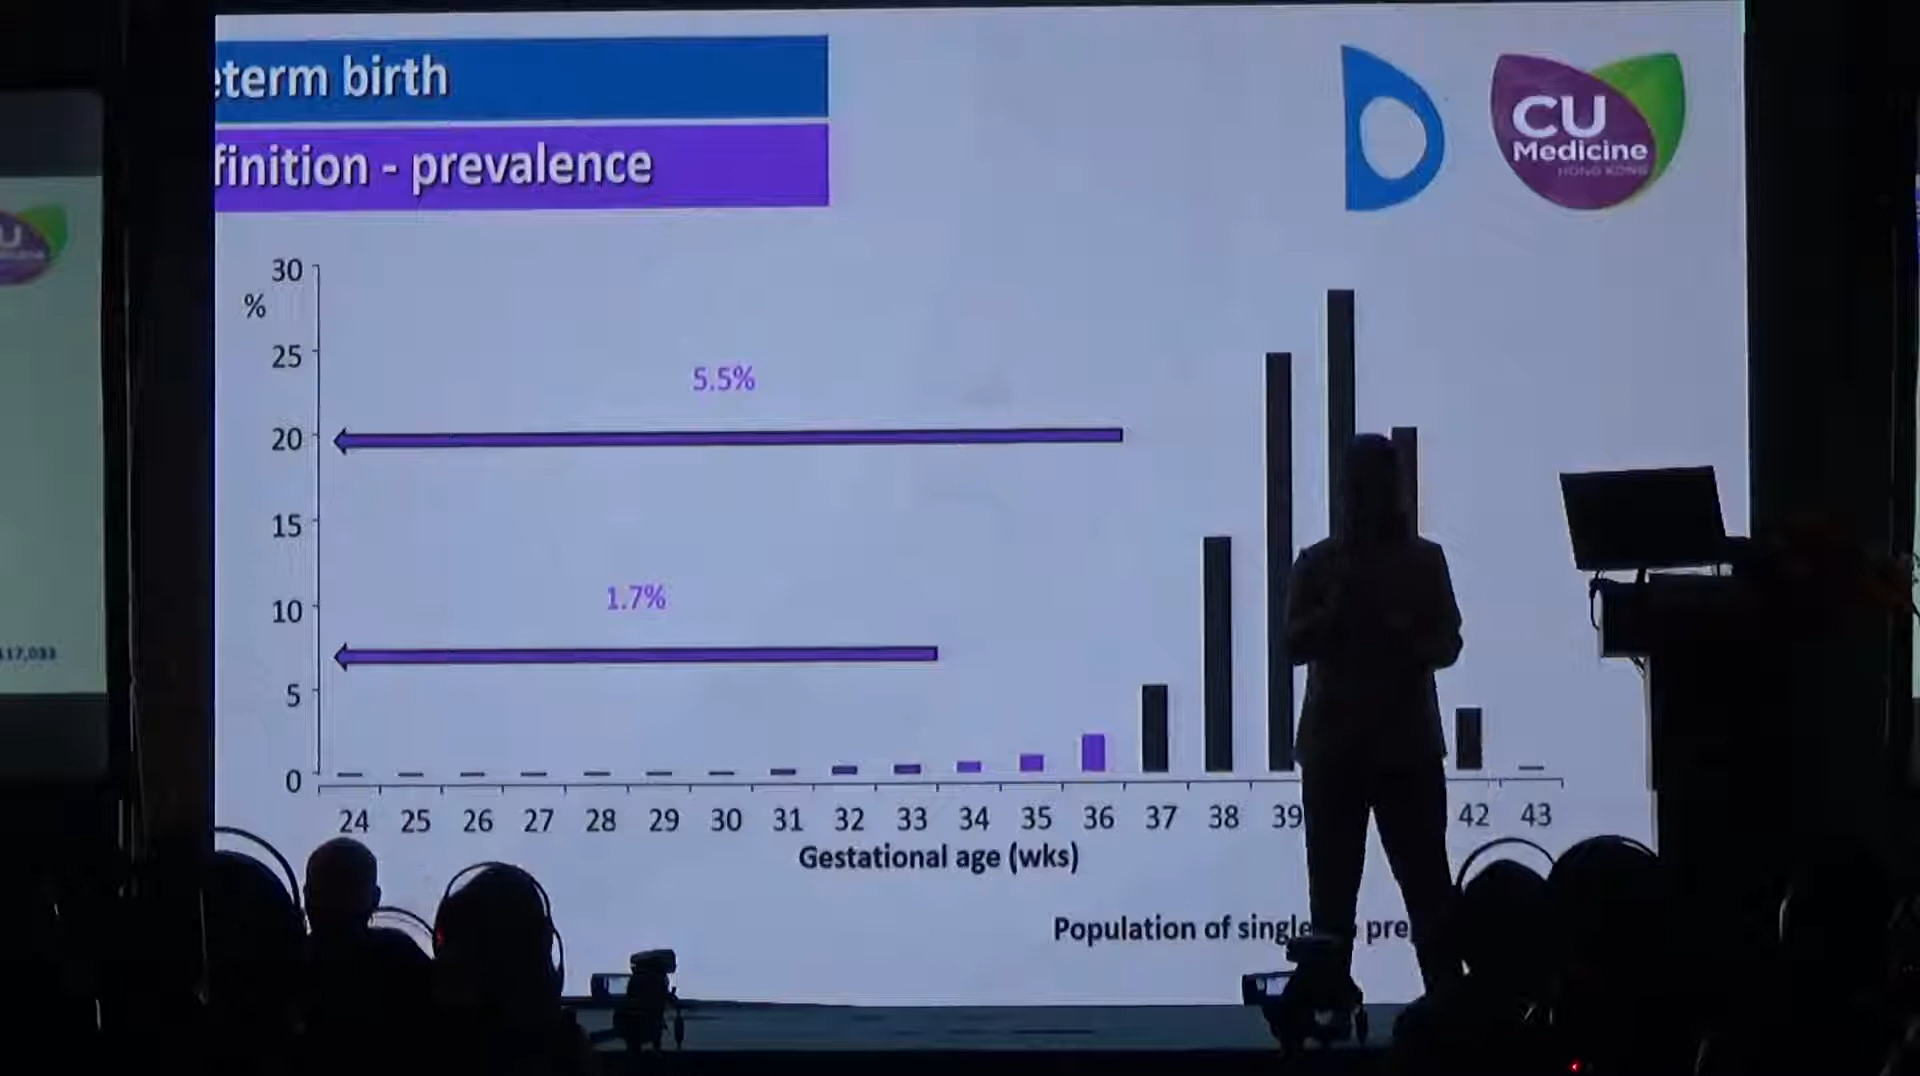 eterm birth
finition - prevalence
CU
Medicine
HONG KONG
30
%
25
5.5%
20
15
1.7%
10
5
0
24 25 26 27 28 29 30 31 32 33 34 35 36 37 38 39 42 43
Gestational age (wks)
Population of single pre
U
117,033